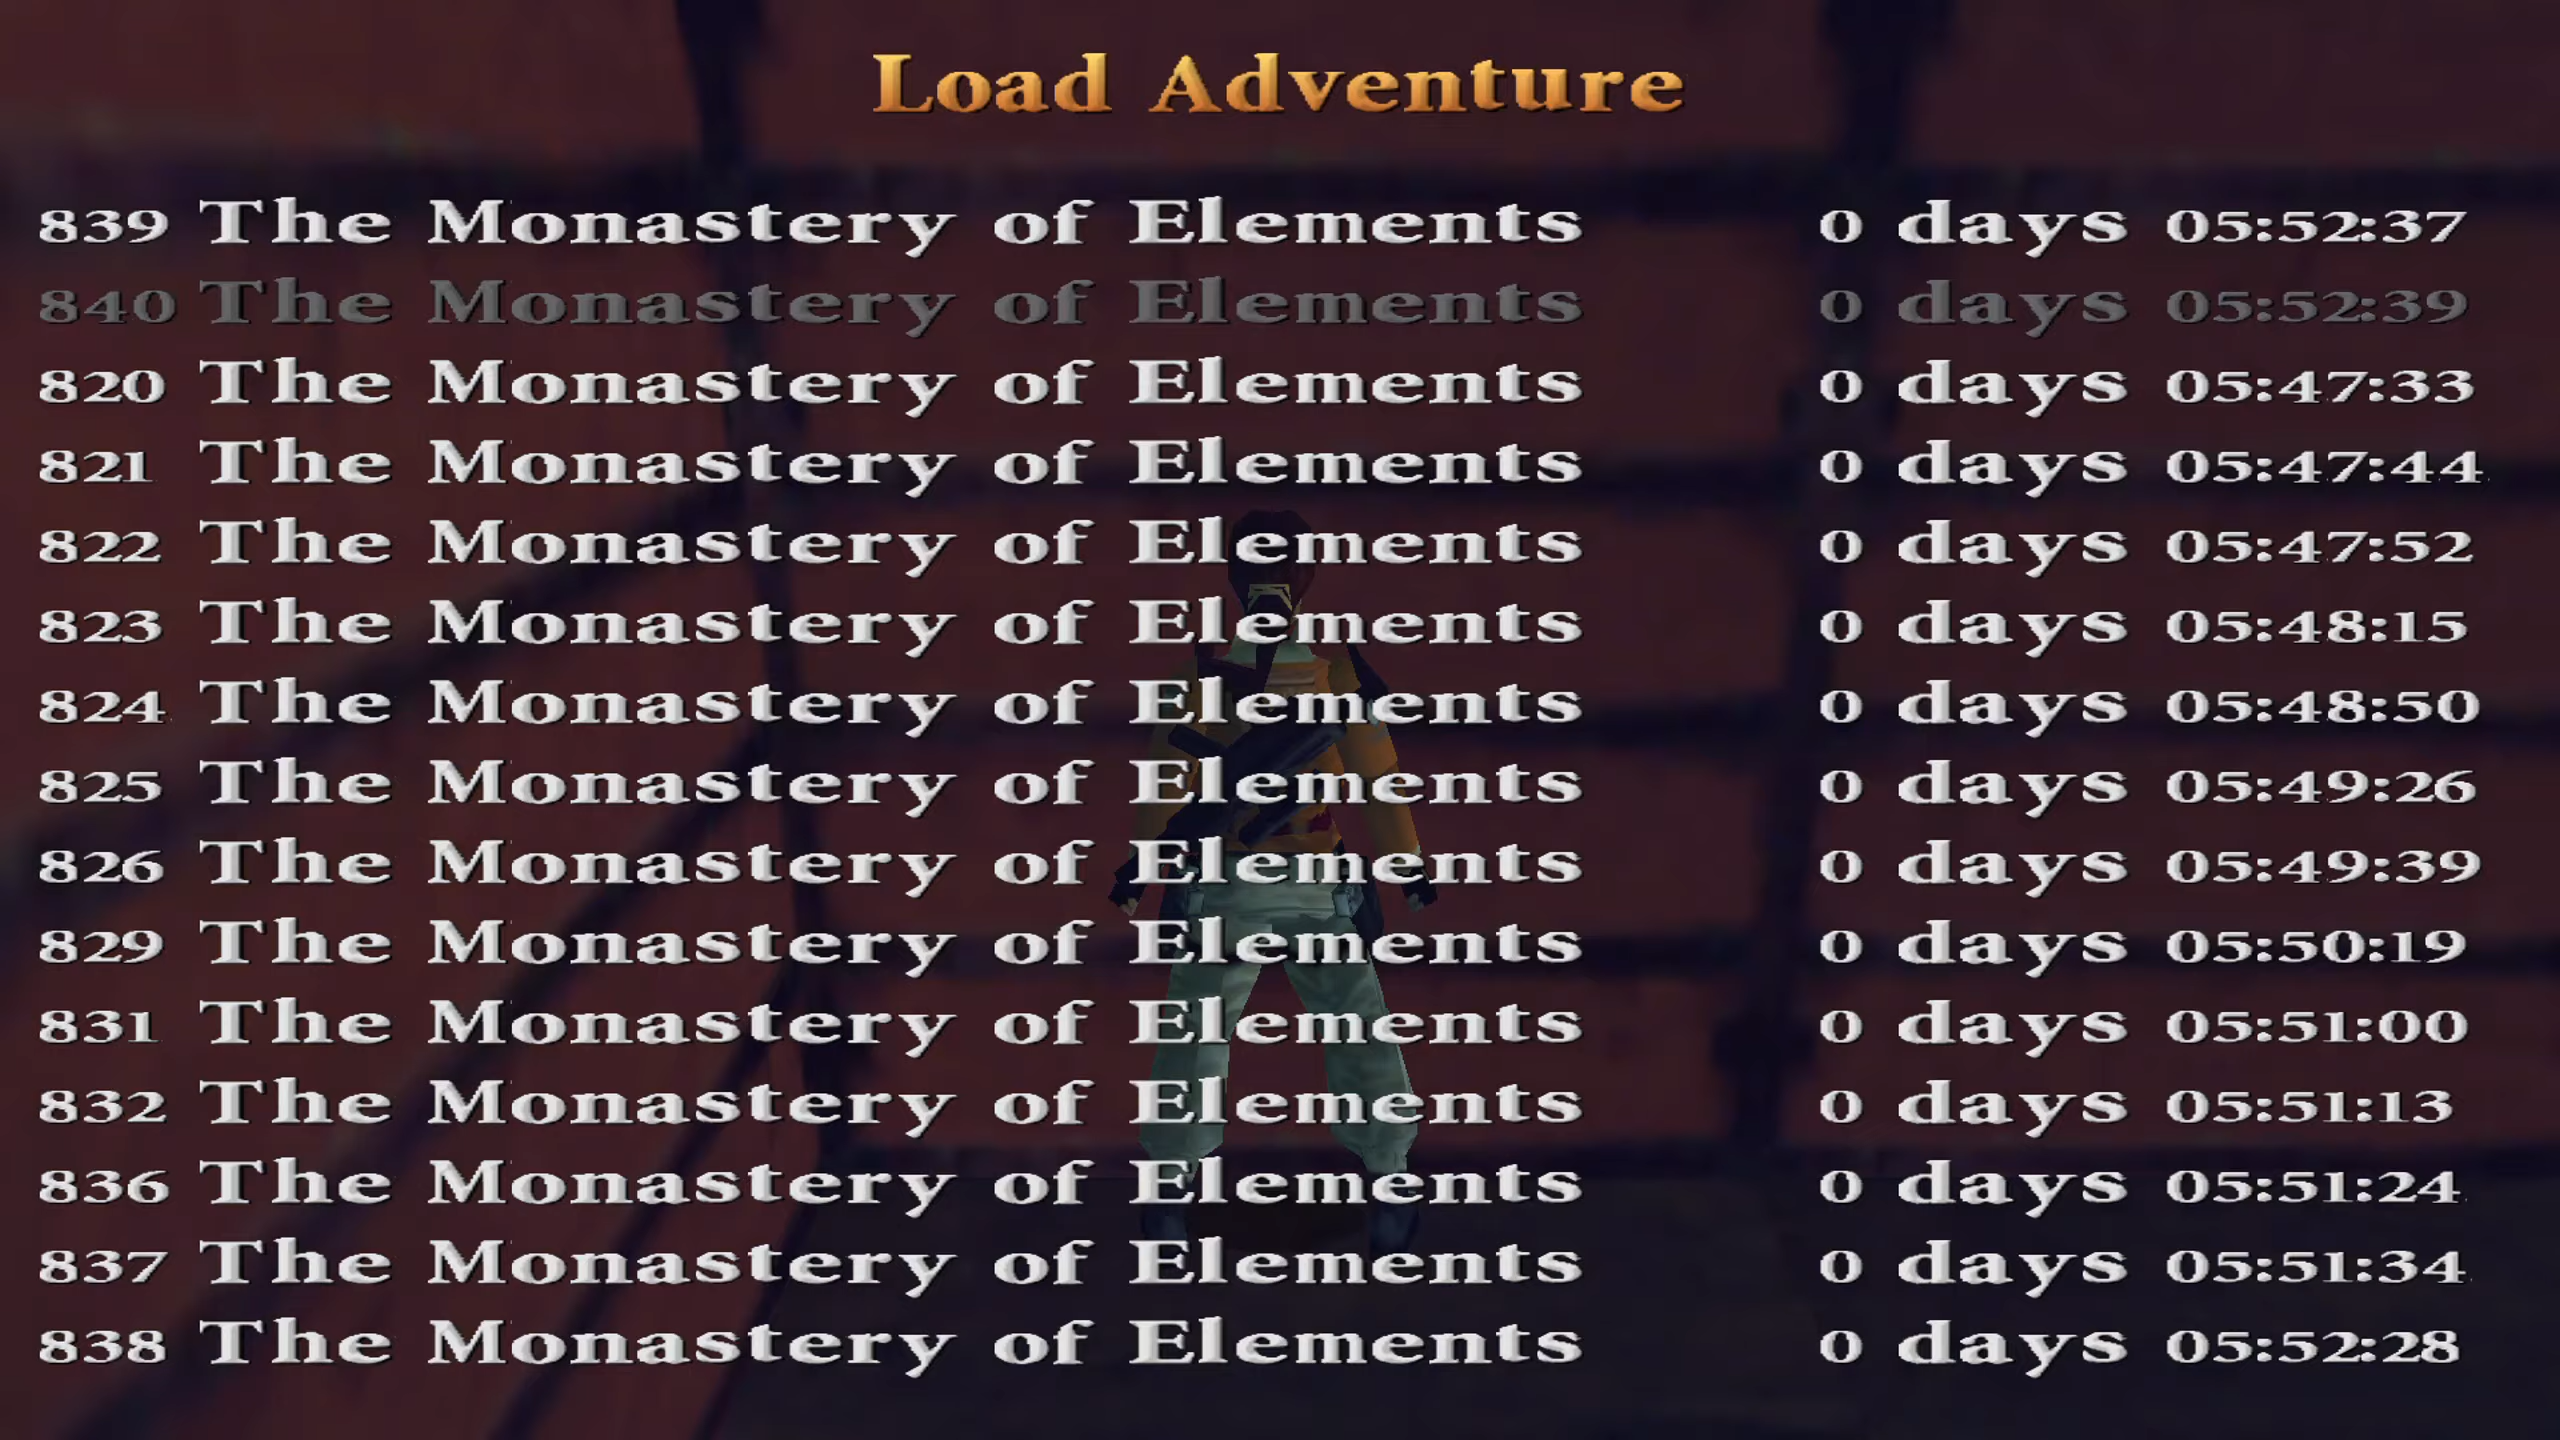 Load Adventure
839 The Monastery of Elements 0 days 05:52:37
840 The Monastery of Elements 0 days 05:52:39
820 The Monastery of Elements 0 days 05:47:33
821 The Monastery of Elements 0 days 05:47:44
822 The Monastery of Elements 0 days 05:47:52
823 The Monastery of Elements 0 days 05:48:15
824 The Monastery of Elements 0 days 05:48:50
825 The Monastery of Elements 0 days 05:49:26
826 The Monastery of Elements 0 days 05:49:39
829 The Monastery of Elements 0 days 05:50:19
831 The Monastery of Elements 0 days 05:51:00
832 The Monastery of Elements 0 days 05:51:13
836 The Monastery of Elements 0 days 05:51:24
837 The Monastery of Elements 0 days 05:51:34
838 The Monastery of Elements 0 days 05:52:28